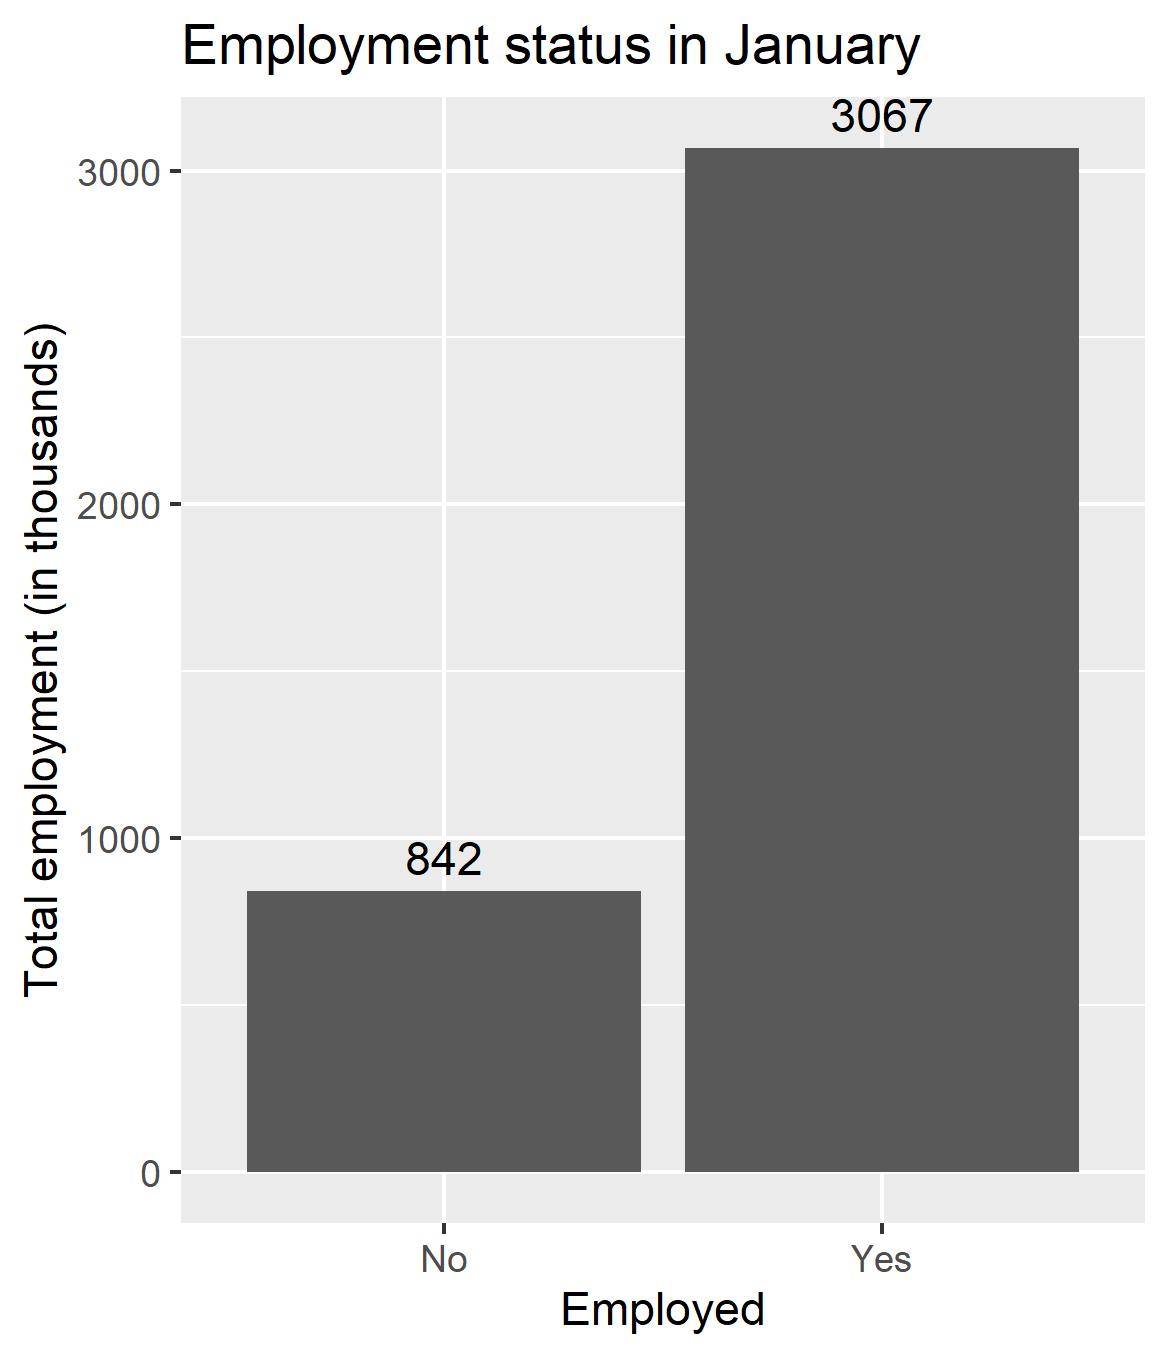 Employment status in January
3067
3000
2000
1000
842
0
Total employment (in thousands)
No
Yes
Employed